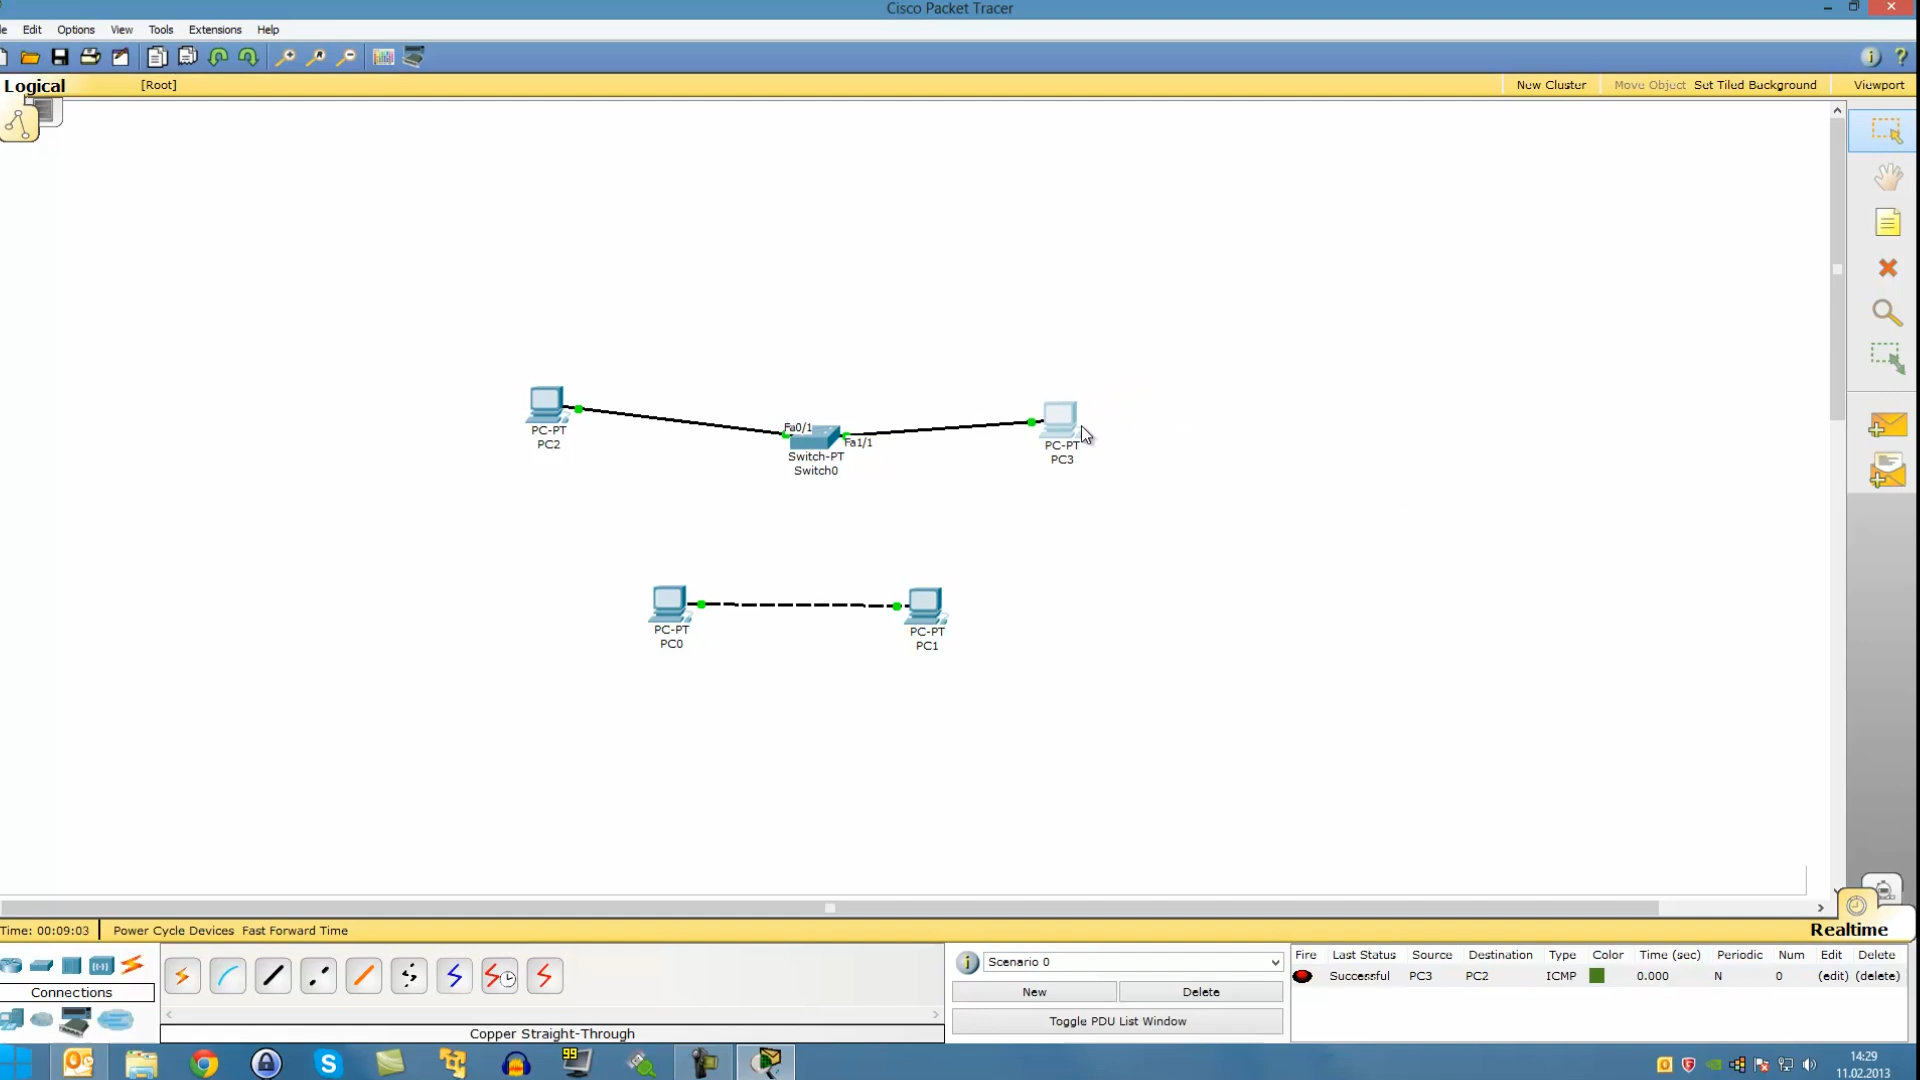 Cisco Packet Tracer
Edit Options View Tools Extensions Help
Logical [Root] New Cluster Move Object Set Tiled Background Viewport
PC-PT
PC2
Fa0/1
Fa1/1
Switch-PT
Switch0
PC-PT
PC3
PC-PT
PC0
PC-PT
PC1
Time: 00:09:03 Power Cycle Devices Fast Forward Time Realtime
Connections
Copper Straight-Through
Scenario 0
New Delete
Toggle PDU List Window
Fire Last Status Source Destination Type Color Time (sec) Periodic Num Edit Delete
Successful PC3 PC2 ICMP 0.000 N 0 (edit) (delete)
99
14:29
11.02.2013